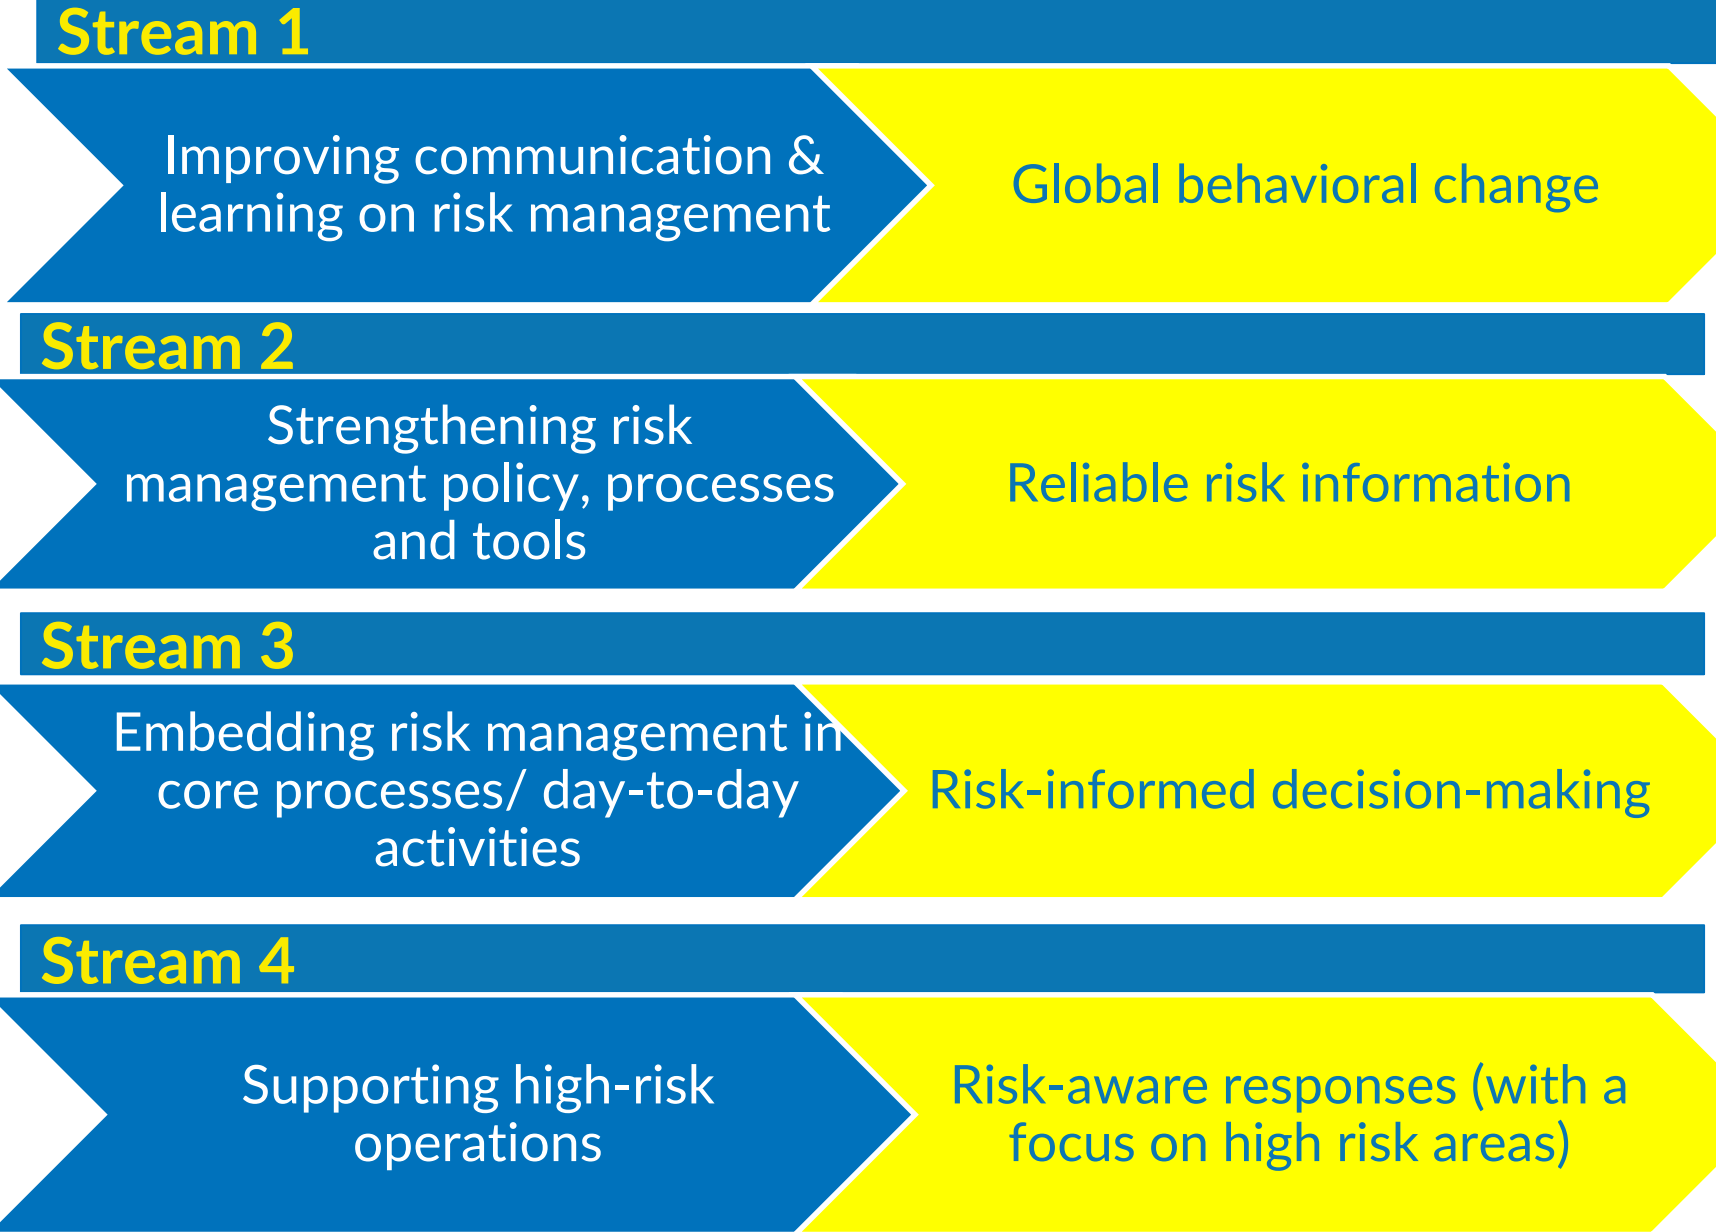 Stream 1
Improving communication &
learning on risk management
Global behavioral change
Stream 2
Strengthening risk
management policy, processes
and tools
Reliable risk information
Stream 3
Embedding risk management in
core processes/ day-to-day
activities
Risk-informed decision-making
Stream 4
Supporting high-risk
operations
Risk-aware responses (with a
focus on high risk areas)